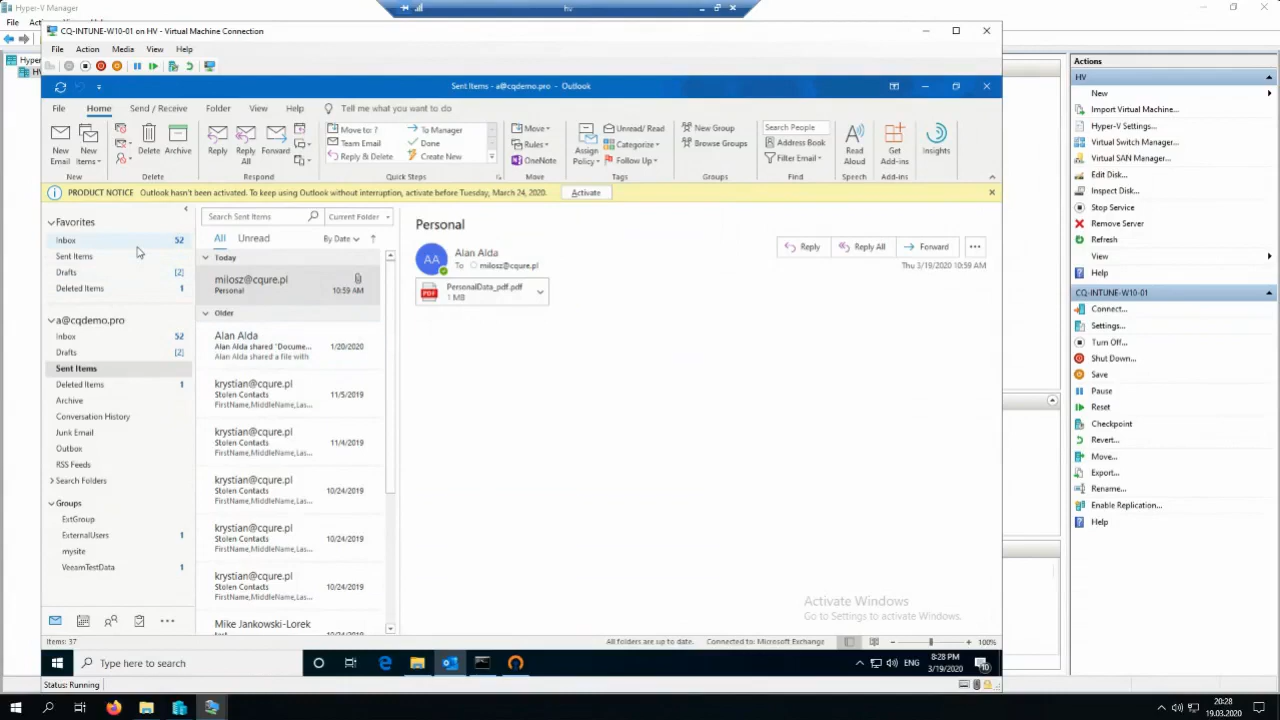 Hyper-V Manager
hv
File
CQ-INTUNE-W10-01 on HV - Virtual Machine Connection
File Action Media View Help
Sent Items - a@cqdemo.pro - Outlook
File Home Send / Receive Folder View Help Tell me what you want to do
New Email
New Items
New
Delete
Archive
Delete
Reply
Reply All
Forward
Respond
Move to: ?
Team Email
Reply & Delete
To Manager
Done
Create New
Quick Steps
Move
Rules
OneNote
Move
Assign Policy
Unread/ Read
Categorize
Follow Up
Tags
New Group
Browse Groups
Groups
Search People
Address Book
Filter Email
Find
Read Aloud
Speech
Get Add-ins
Add-ins
Insights
PRODUCT NOTICE Outlook hasn't been activated. To keep using Outlook without interruption, activate before Tuesday, March 24, 2020. Activate
Favorites
Inbox 52
Sent Items
Drafts [2]
Deleted Items 1
a@cqdemo.pro
Inbox 52
Drafts [2]
Sent Items
Deleted Items 1
Archive
Conversation History
Junk Email
Outbox
RSS Feeds
Search Folders
Groups
ExtGroup
ExternalUsers 1
mysite
VeeamTestData 1
Search Sent Items Current Folder
All Unread By Date
Today
milosz@cqure.pl
Personal 10:59 AM
Older
Alan Alda
Alan Alda shared "Docume... 1/20/2020
Alan Alda shared a file with
krystian@cqure.pl
Stolen Contacts 11/5/2019
FirstName,MiddleName,Las...
krystian@cqure.pl
Stolen Contacts 11/4/2019
FirstName,MiddleName,Las...
krystian@cqure.pl
Stolen Contacts 10/24/2019
FirstName,MiddleName,Las...
krystian@cqure.pl
Stolen Contacts 10/24/2019
FirstName,MiddleName,Las...
krystian@cqure.pl
Stolen Contacts 10/24/2019
FirstName,MiddleName,Las...
Mike Jankowski-Lorek
Personal
AA
Alan Alda
To milosz@cqure.pl
Reply Reply All Forward
Thu 3/19/2020 10:59 AM
PDF
PersonalData_pdf.pdf
1 MB
Activate Windows
Go to Settings to activate Windows.
Items: 37 All folders are up to date. Connected to: Microsoft Exchange 100%
Type here to search
ENG
8:28 PM
3/19/2020
10
Status: Running
Actions
HV
New
Import Virtual Machine...
Hyper-V Settings...
Virtual Switch Manager...
Virtual SAN Manager...
Edit Disk...
Inspect Disk...
Stop Service
Remove Server
Refresh
View
Help
CQ-INTUNE-W10-01
Connect...
Settings...
Turn Off...
Shut Down...
Save
Pause
Reset
Checkpoint
Revert...
Move...
Export...
Rename...
Enable Replication...
Help
ENG
20:28
19.03.2020